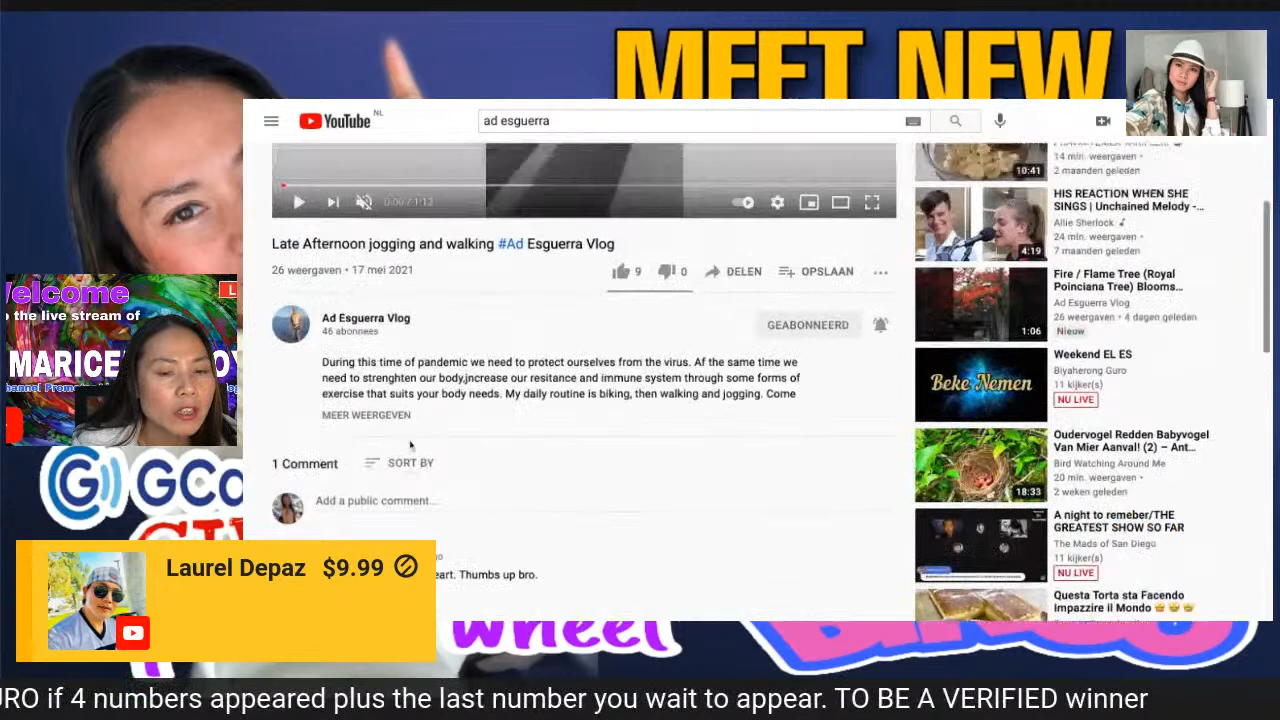 MEET NEW
YouTube NL
ad esguerra
0:00 / 1:12
Late Afternoon jogging and walking #Ad Esguerra Vlog
26 weergaven • 17 mei 2021
9
0
DELEN
OPSLAAN
Ad Esguerra Vlog
46 abonnees
GEABONNEERD
During this time of pandemic we need to protect ourselves from the virus. Af the same time we
need to strenghten our body,jncrease our resitance and immune system through some forms of
exercise that suits your body needs. My daily routine is biking, then walking and jogging. Come
MEER WEERGEVEN
1 Comment
SORT BY
Add a public comment...
eart. Thumbs up bro.
14 mln. weergaven •
2 maanden geleden
10:41
HIS REACTION WHEN SHE
SINGS | Unchained Melody -...
Allie Sherlock
24 mln. weergaven •
7 maanden geleden
4:19
Fire / Flame Tree (Royal
Poinciana Tree) Blooms...
Ad Esguerra Vlog
26 weergaven • 4 dagen geleden
Nieuw
1:06
Beke Nemen
Weekend EL ES
Biyaherong Guro
11 kijker(s)
NU LIVE
Oudervogel Redden Babyvogel
Van Mier Aanval! (2) – Ant...
Bird Watching Around Me
20 mln. weergaven •
2 weken geleden
18:33
A night to remeber/THE
GREATEST SHOW SO FAR
The Mads of San Diego
11 kijker(s)
NU LIVE
Questa Torta sta Facendo
Impazzire il Mondo
Welcome
o the live stream of
MARICE
GCo
Laurel Depaz $9.99
wheel
URO if 4 numbers appeared plus the last number you wait to appear. TO BE A VERIFIED winner